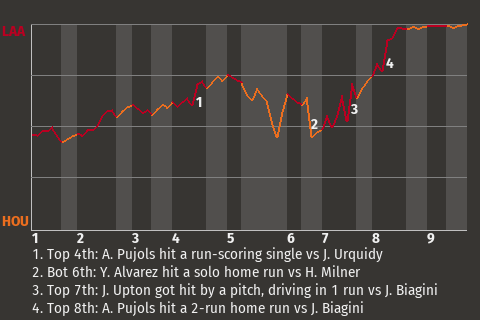 LAA
1
4
3
2
HOU
1 2 3 4 5 6 7 8 9
1. Top 4th: A. Pujols hit a run-scoring single vs J. Urquidy
2. Bot 6th: Y. Alvarez hit a solo home run vs H. Milner
3. Top 7th: J. Upton got hit by a pitch, driving in 1 run vs J. Biagini
4. Top 8th: A. Pujols hit a 2-run home run vs J. Biagini